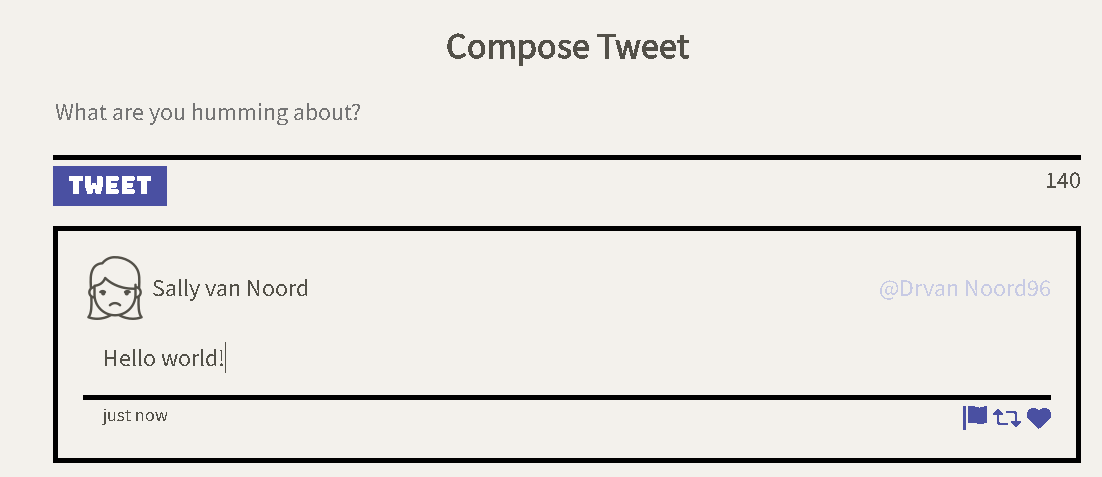 Compose Tweet
What are you humming about?
TWEET
140
Sally van Noord
@Drvan Noord96
Hello world!
just now